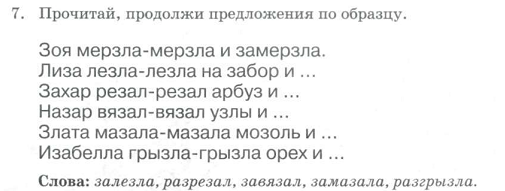 7. Прочитай, продолжи предложения по образцу.
Зоя мерзла-мерзла и замерзла.
Лиза лезла-лезла на забор и ...
Захар резал-резал арбуз и ...
Назар вязал-вязал узлы и ...
Злата мазала-мазала мозоль и ...
Изабелла грызла-грызла орех и ...
Слова: залезла, разрезал, завязал, замазала, разгрызла.